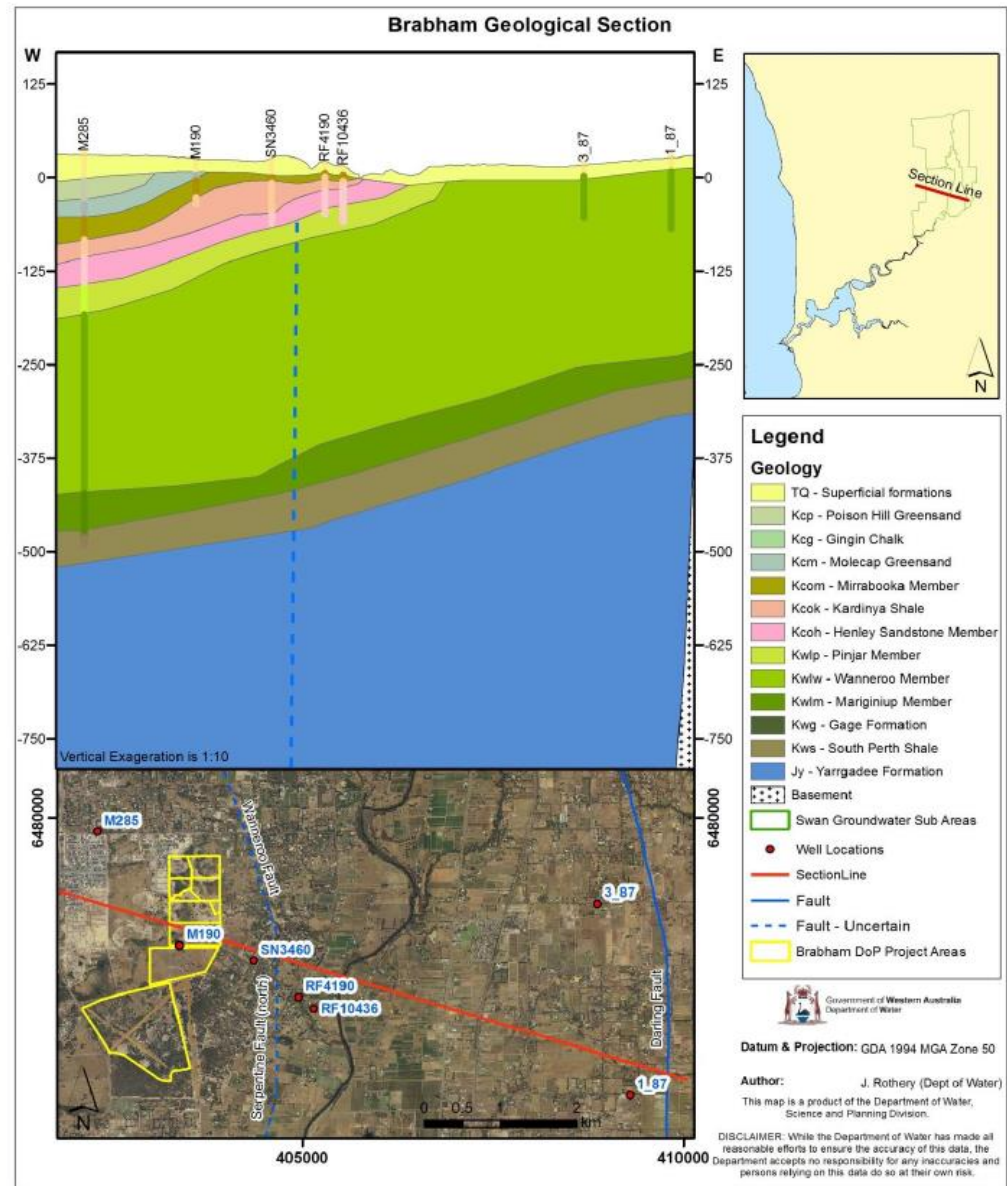 Brabham Geological Section
W
E
125
0
-125
-250
-375
-500
-625
-750
M285
M190
SN3460
RF4190
RF10436
3_87
1_87
125
0
-125
-250
-375
-500
-625
-750
Vertical Exageration is 1:10
Section Line
N
Legend
Geology
TQ - Superficial formations
Kcp - Poison Hill Greensand
Kcg - Gingin Chalk
Kcm - Molecap Greensand
Kcom - Mirrabooka Member
Kcok - Kardinya Shale
Kcoh - Henley Sandstone Member
Kwlp - Pinjar Member
Kwlw - Wanneroo Member
Kwlm - Mariginiup Member
Kwg - Gage Formation
Kws - South Perth Shale
Jy - Yarrgadee Formation
Basement
Swan Groundwater Sub Areas
Well Locations
SectionLine
Fault
Fault - Uncertain
Brabham DoP Project Areas
6480000
6480000
M285
Wanneroo Fault
3_87
M190
SN3460
RF4190
RF10436
Serpentine Fault (north)
Darling Fault
1_87
0 0.5 1 2
km
N
405000
410000
Government of Western Australia
Department of Water
Datum & Projection: GDA 1994 MGA Zone 50
Author: J. Rothery (Dept of Water)
This map is a product of the Department of Water,
Science and Planning Division.
DISCLAIMER: While the Department of Water has made all
reasonable efforts to ensure the accuracy of this data, the
Department accepts no responsibility for any inaccuracies and
persons relying on this data do so at their own risk.